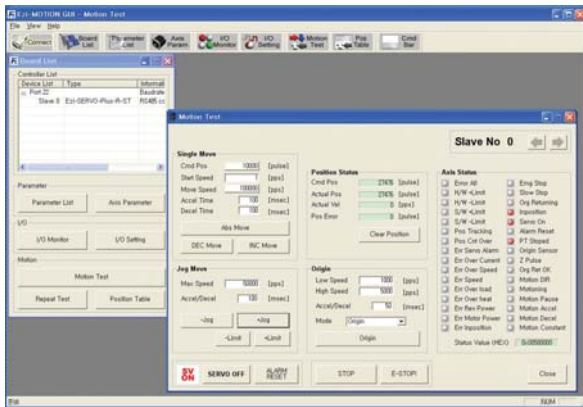 Ezi-MOTION GUI - Motion Test
File View Help
Connect Board List Parameter List Axis Param I/O Monitor I/O Setting Motion Test Pos Table Cmd Bar
Board List
Controller List
Device List Type Informati
Port 22 Baudrate
Slave 0 Ezi-SERVO-Plus-R-ST RS485 cc
Parameter
Parameter List Axis Parameter
I/O
I/O Monitor I/O Setting
Motion
Motion Test
Repeat Test Position Table
Motion Test
Slave No 0
Single Move
Cmd Pos 10000 [pulse]
Start Speed 1 [pps]
Move Speed 100000 [pps]
Accel Time 100 [msec]
Decel Time 100 [msec]
Abs Move
DEC Move INC Move
Jog Move
Max Speed 50000 [pps]
Accel/Decel 100 [msec]
-Jog +Jog
-Limit +Limit
Position Status
Cmd Pos 27476 [pulse]
Actual Pos 27476 [pulse]
Actual Vel 0 [pps]
Pos Error 0 [pulse]
Clear Position
Origin
Low Speed 1000 [pps]
High Speed 5000 [pps]
Accel/Decel 50 [msec]
Mode Origin
Origin
Axis Status
Error All Emg Stop
H/W +Limit Slow Stop
H/W -Limit Org Returning
S/W +Limit Inposition
S/W -Limit Servo On
Pos Tracking Alarm Reset
Pos Cnt Over PT Stoped
Err Servo Alarm Origin Sensor
Err Over Current Z Pulse
Err Over Speed Org Ret OK
Err Speed Motion DIR
Err Over load Motioning
Err Over heat Motion Pause
Err Rev Power Motion Accel
Err Motor Power Motion Decel
Err Inposition Motion Constant
Status Value (HEX) 0x00500000
SV ON SERVO OFF ALARM RESET STOP E-STOP! Close
NUM